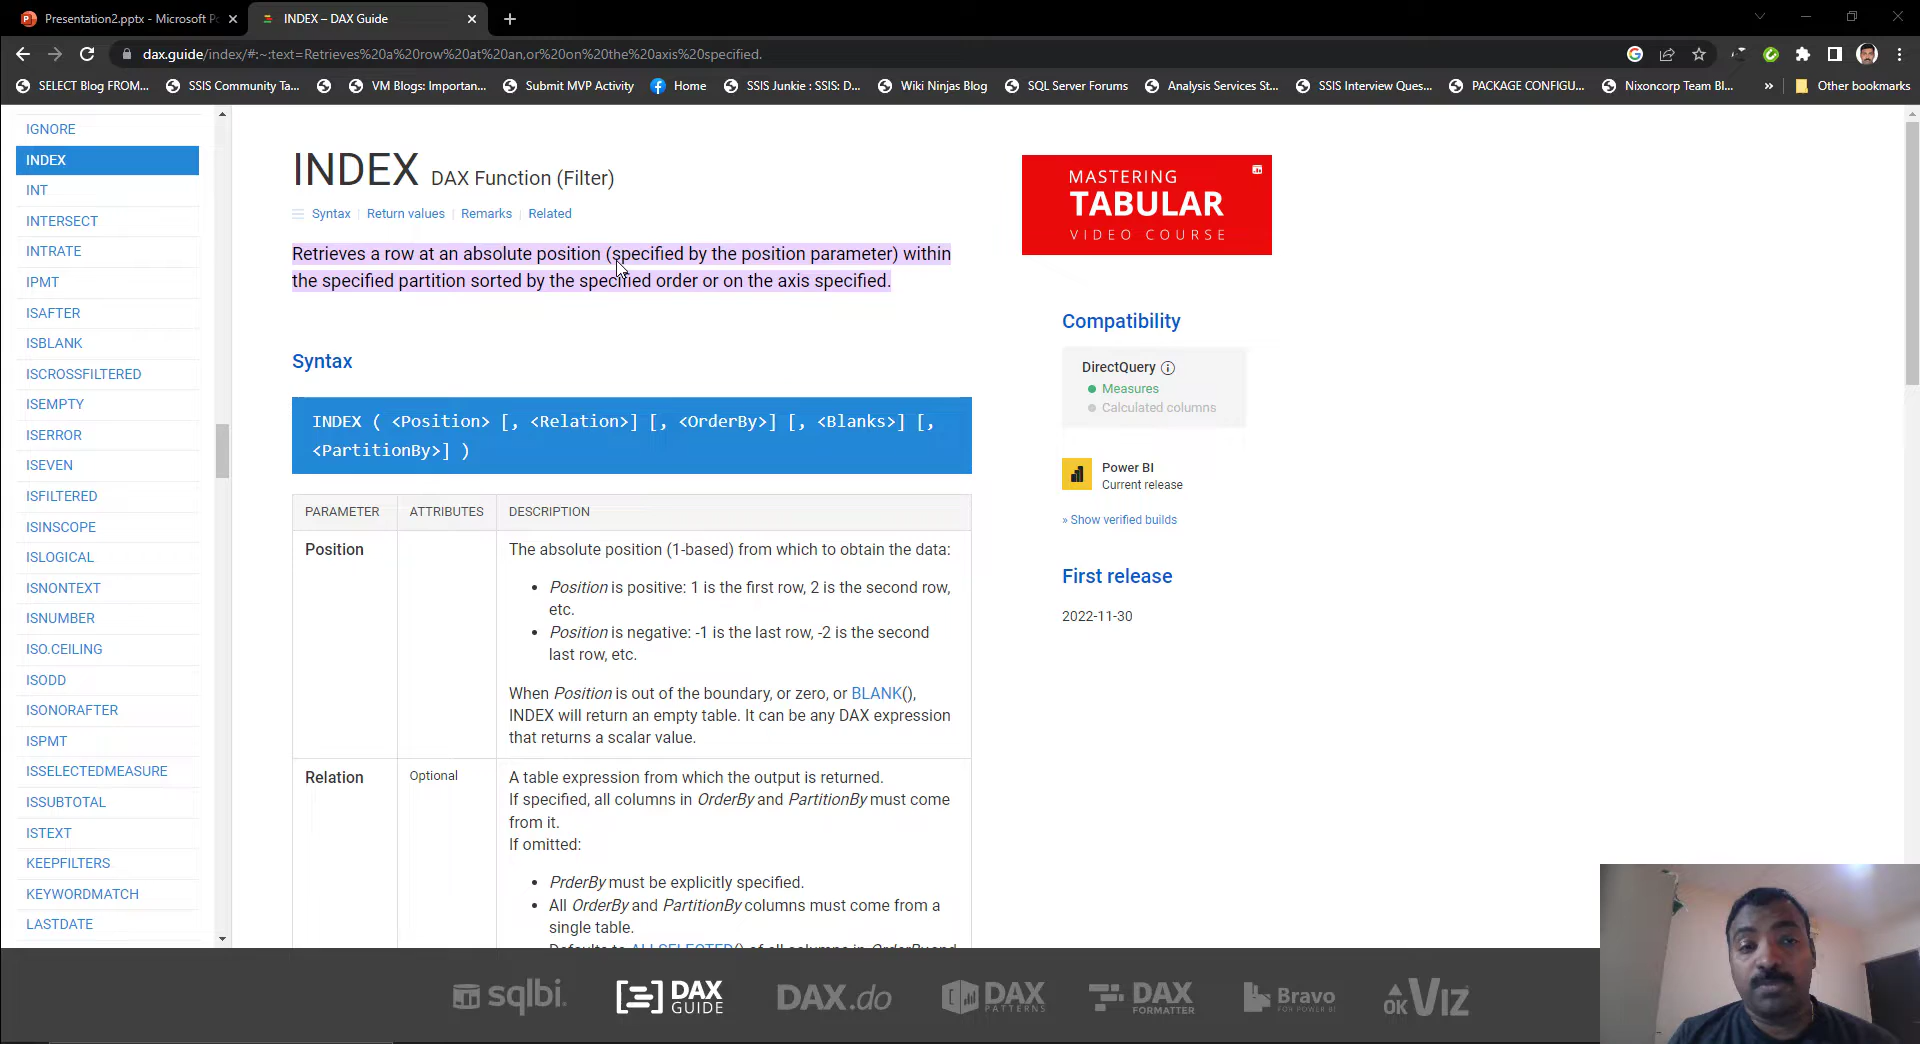 Presentation2.pptx - Microsoft P
INDEX – DAX Guide
dax.guide/index/#:~:text=Retrieves%20a%20row%20at%20an,or%20on%20the%20axis%20specified.
SELECT Blog FROM...
SSIS Community Ta...
VM Blogs: Importan...
Submit MVP Activity
Home
SSIS Junkie : SSIS: D...
Wiki Ninjas Blog
SQL Server Forums
Analysis Services St...
SSIS Interview Ques...
PACKAGE CONFIGU...
Nixoncorp Team Bl...
»
Other bookmarks
IGNORE
INDEX
INT
INTERSECT
INTRATE
IPMT
ISAFTER
ISBLANK
ISCROSSFILTERED
ISEMPTY
ISERROR
ISEVEN
ISFILTERED
ISINSCOPE
ISLOGICAL
ISNONTEXT
ISNUMBER
ISO.CEILING
ISODD
ISONORAFTER
ISPMT
ISSELECTEDMEASURE
ISSUBTOTAL
ISTEXT
KEEPFILTERS
KEYWORDMATCH
LASTDATE
INDEX DAX Function (Filter)
Syntax | Return values | Remarks | Related
Retrieves a row at an absolute position (specified by the position parameter) within
the specified partition sorted by the specified order or on the axis specified.
Syntax
INDEX ( <Position> [, <Relation>] [, <OrderBy>] [, <Blanks>] [,
<PartitionBy>] )
PARAMETER ATTRIBUTES DESCRIPTION
Position The absolute position (1-based) from which to obtain the data:
• Position is positive: 1 is the first row, 2 is the second row,
etc.
• Position is negative: -1 is the last row, -2 is the second
last row, etc.
When Position is out of the boundary, or zero, or BLANK(),
INDEX will return an empty table. It can be any DAX expression
that returns a scalar value.
Relation Optional A table expression from which the output is returned.
If specified, all columns in OrderBy and PartitionBy must come
from it.
If omitted:
• PrderBy must be explicitly specified.
• All OrderBy and PartitionBy columns must come from a
single table.
Defaults to ALLSELECTED() of all columns in OrderBy and
MASTERING
TABULAR
VIDEO COURSE
Compatibility
DirectQuery
Measures
Calculated columns
Power BI
Current release
» Show verified builds
First release
2022-11-30
sqlbi.
DAX
GUIDE
DAX.do
DAX
PATTERNS
DAX
FORMATTER
Bravo
FOR POWER BI
OK VIZ